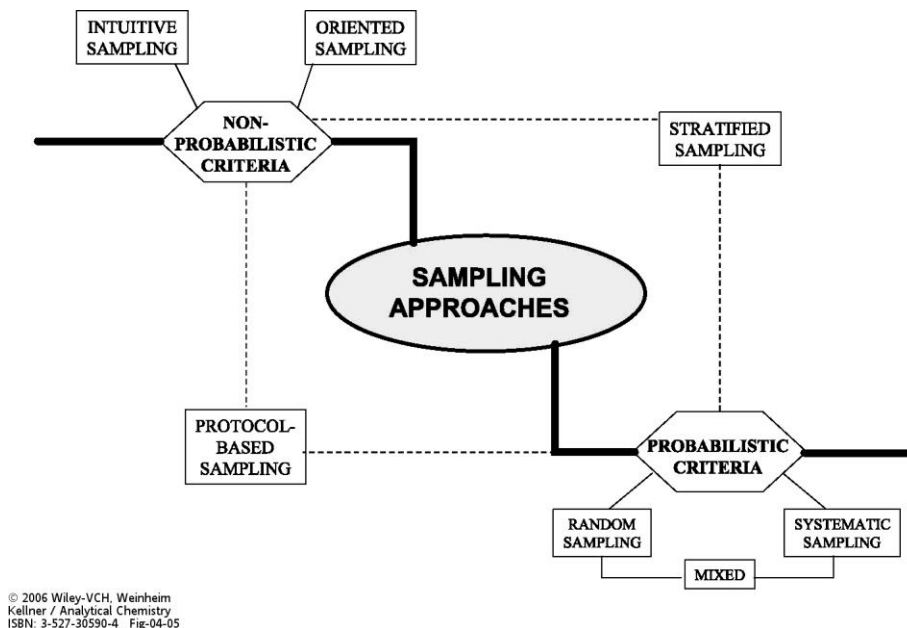 INTUITIVE
SAMPLING
ORIENTED
SAMPLING
NON-
PROBABILISTIC
CRITERIA
STRATIFIED
SAMPLING
SAMPLING
APPROACHES
PROTOCOL-
BASED
SAMPLING
PROBABILISTIC
CRITERIA
RANDOM
SAMPLING
SYSTEMATIC
SAMPLING
MIXED
© 2006 Wiley-VCH, Weinheim
Kellner / Analytical Chemistry
ISBN: 3-527-30590-4 Fig-04-05